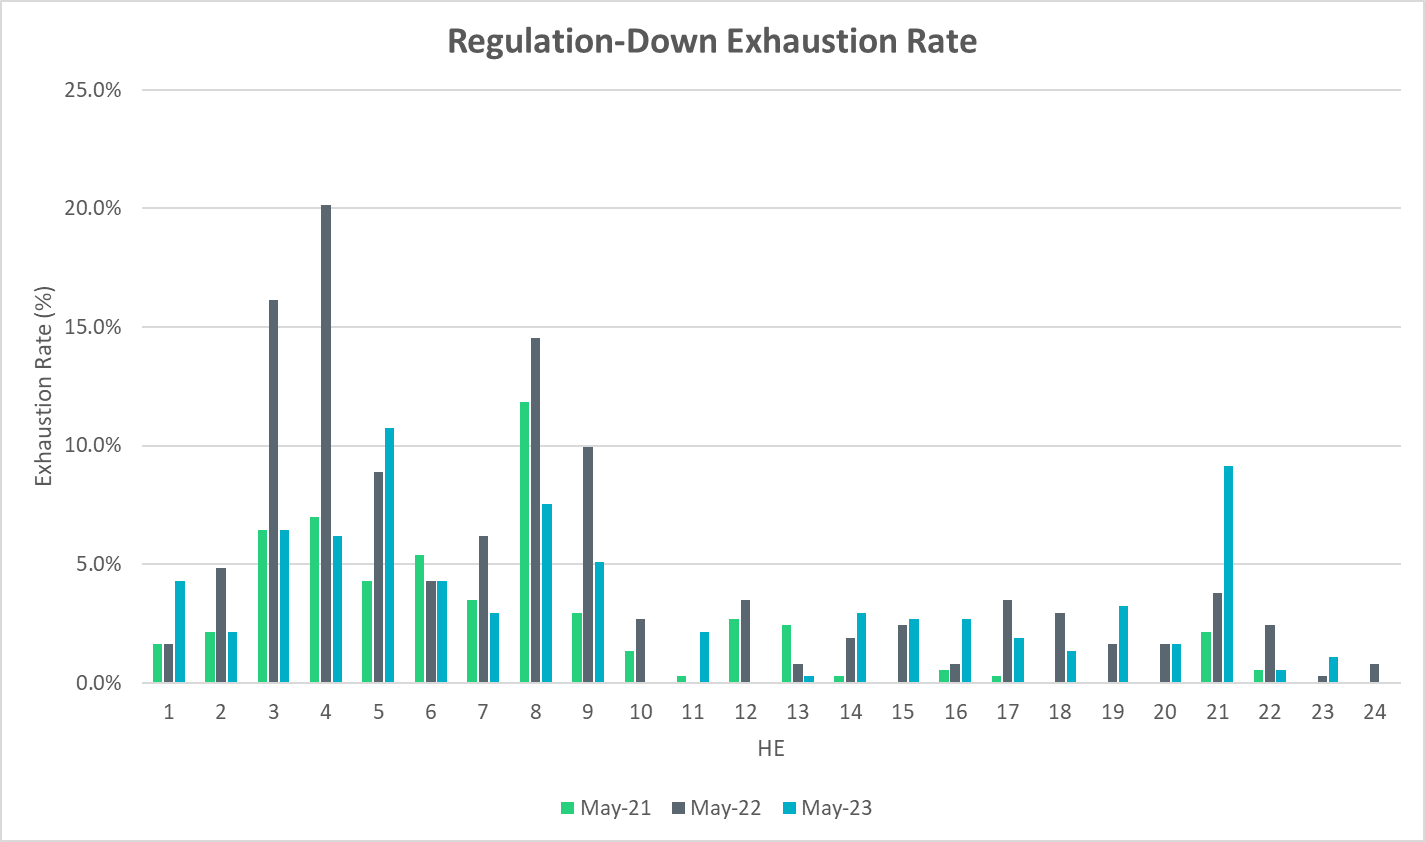 Regulation-Down Exhaustion Rate
25.0%
20.0%
15.0%
10.0%
5.0%
0.0%
Exhaustion Rate (%)
1 2 3 4 5 6 7 8 9 10 11 12 13 14 15 16 17 18 19 20 21 22 23 24
HE
May-21 May-22 May-23